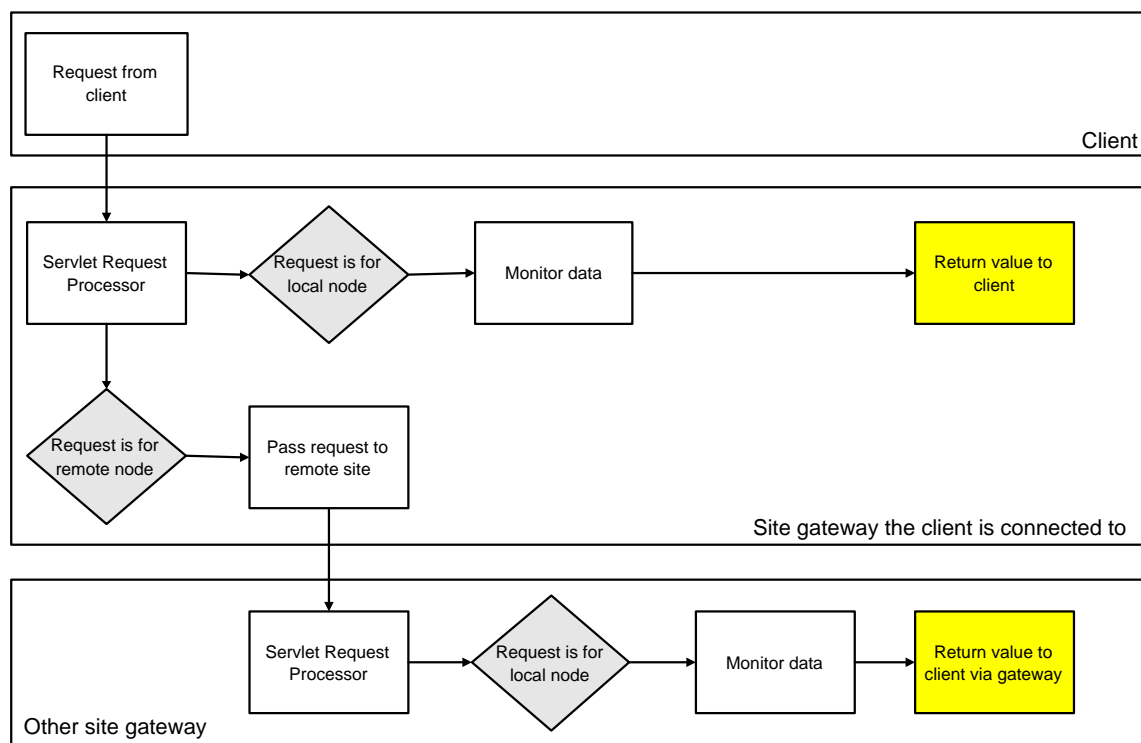 Request from
client
Client
Servlet Request
Processor
Request is for
local node
Monitor data
Return value to
client
Request is for
remote node
Pass request to
remote site
Site gateway the client is connected to
Servlet Request
Processor
Request is for
local node
Monitor data
Return value to
client via gateway
Other site gateway